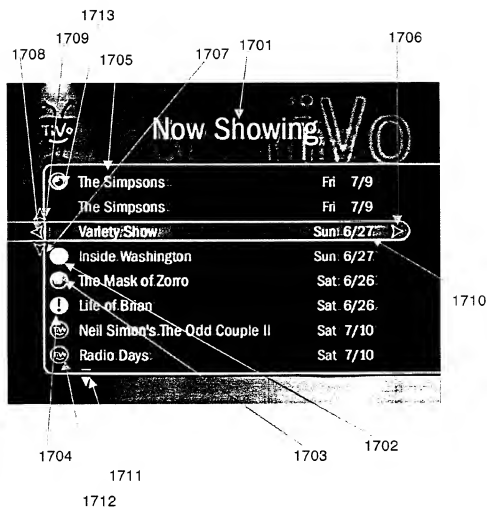 1713
1709
1708
1707
1701
1706
1705
TiVo
Now Showing
iVo
The Simpsons Fri 7/9
The Simpsons Fri 7/9
Variety Show Sun 6/27
Inside Washington Sun 6/27
The Mask of Zorro Sat 6/26
Life of Brian Sat 6/26
Neil Simon's The Odd Couple II Sat 7/10
Radio Days Sat 7/10
1710
1704
1703
1702
1711
1712